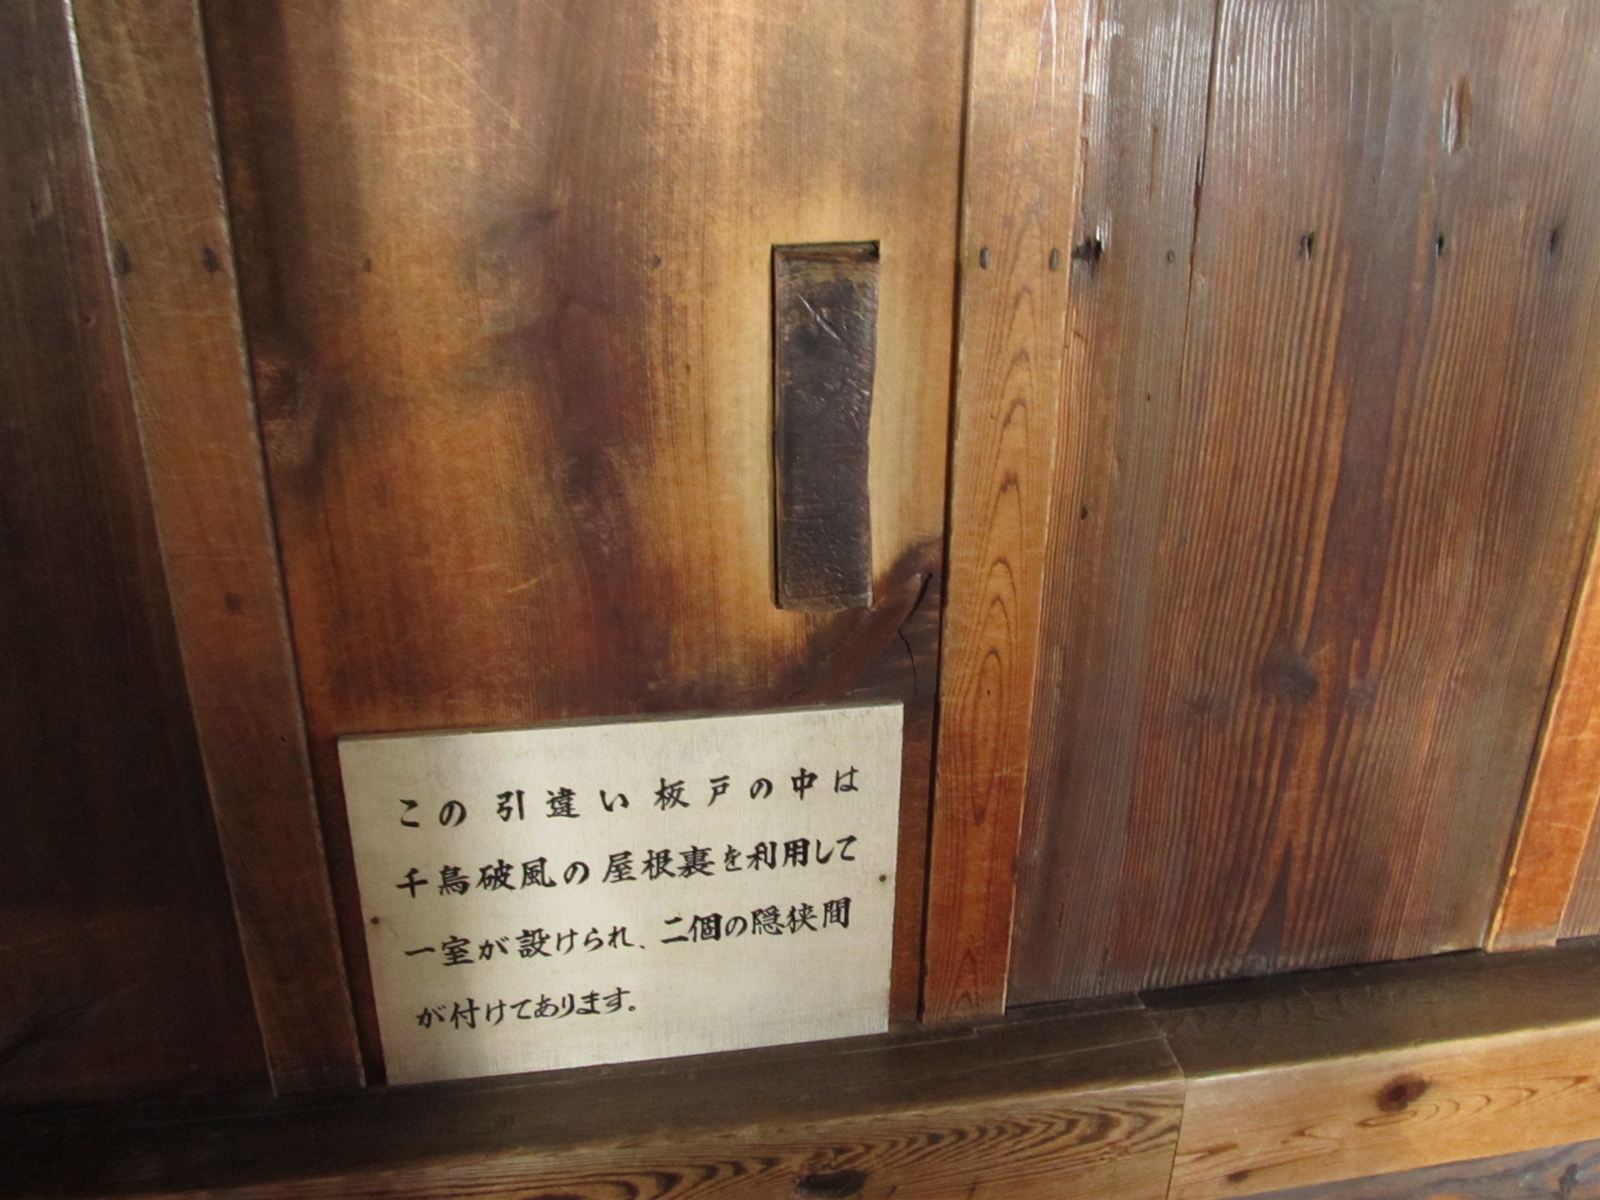 この引違い板戸の中は
千鳥破風の屋根裏を利用して
一室が設けられ、二個の隠狭間
が付けてあります。